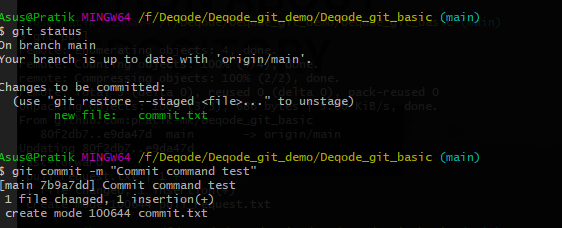 Asus@Pratik MINGW64 /f/Deqode/Deqode_git_demo/Deqode_git_basic (main)
$ git status
On branch main
Your branch is up to date with 'origin/main'.
Changes to be committed:
(use "git restore --staged <file>..." to unstage)
new file: commit.txt
Asus@Pratik MINGW64 /f/Deqode/Deqode_git_demo/Deqode_git_basic (main)
$ git commit -m "Commit command test"
[main 7b9a7dd] Commit command test
1 file changed, 1 insertion(+)
create mode 100644 commit.txt